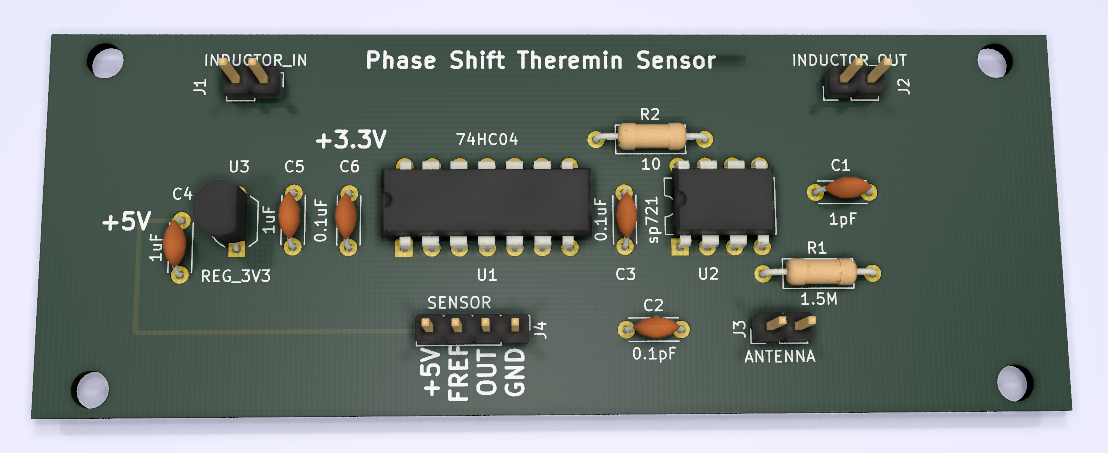 Phase Shift Theremin Sensor
INDUCTOR_IN
J1
INDUCTOR_OUT
J2
R2
10
+3.3V
74HC04
U1
U3
REG_3V3
C4
1uF
+5V
C5
1uF
C6
0.1uF
C3
0.1uF
sp721
U2
C1
1pF
R1
1.5M
SENSOR
J4
+5V
FREF
OUT
GND
C2
0.1pF
J3
ANTENNA